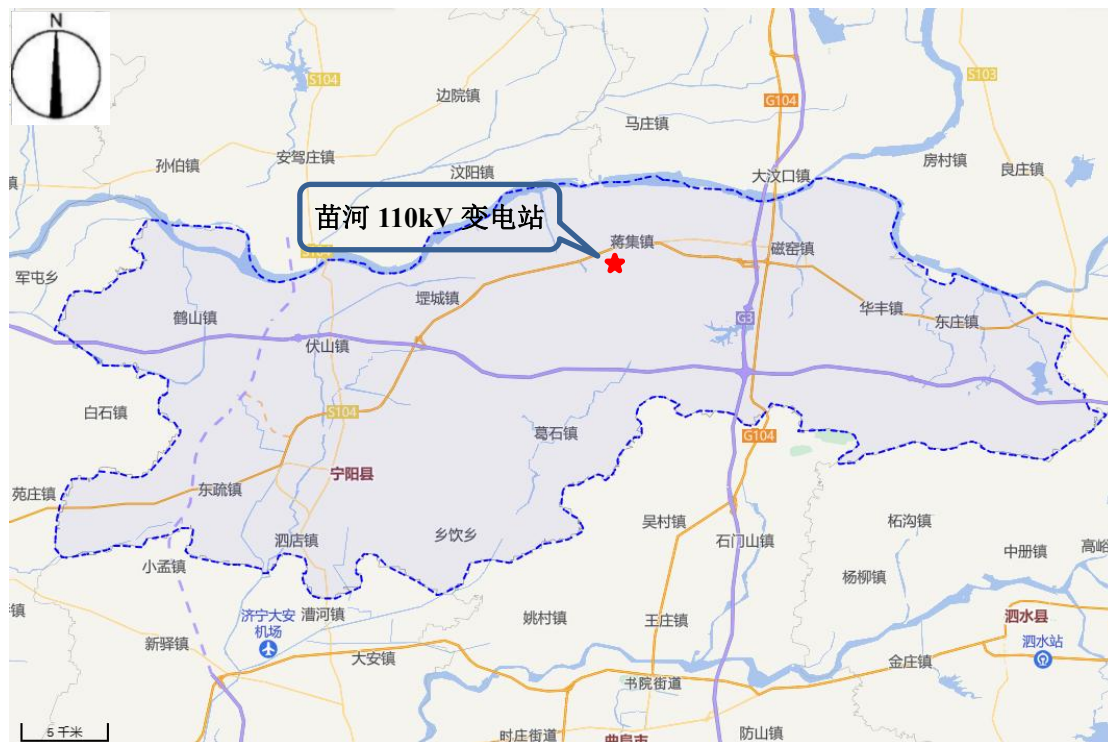 N
S104
S103
边院镇
G104
马庄镇
孙伯镇
安驾庄镇
汶阳镇
房村镇
良庄镇
镇
大汶口镇
苗河 110kV 变电站
蒋集镇
磁窑镇
S104
军屯乡
堽城镇
华丰镇
东庄镇
鹤山镇
G3
伏山镇
白石镇
S104
葛石镇
G104
宁阳县
苑庄镇
东疏镇
吴村镇
柘沟镇
泗店镇
乡饮乡
石门山镇
中册镇
高峪
小孟镇
杨柳镇
镇
济宁大安
机场
漕河镇
姚村镇
王庄镇
泗水县
新驿镇
泗水站
大安镇
金庄镇
书院街道
5 千米
时庄街道
曲阜市
防山镇